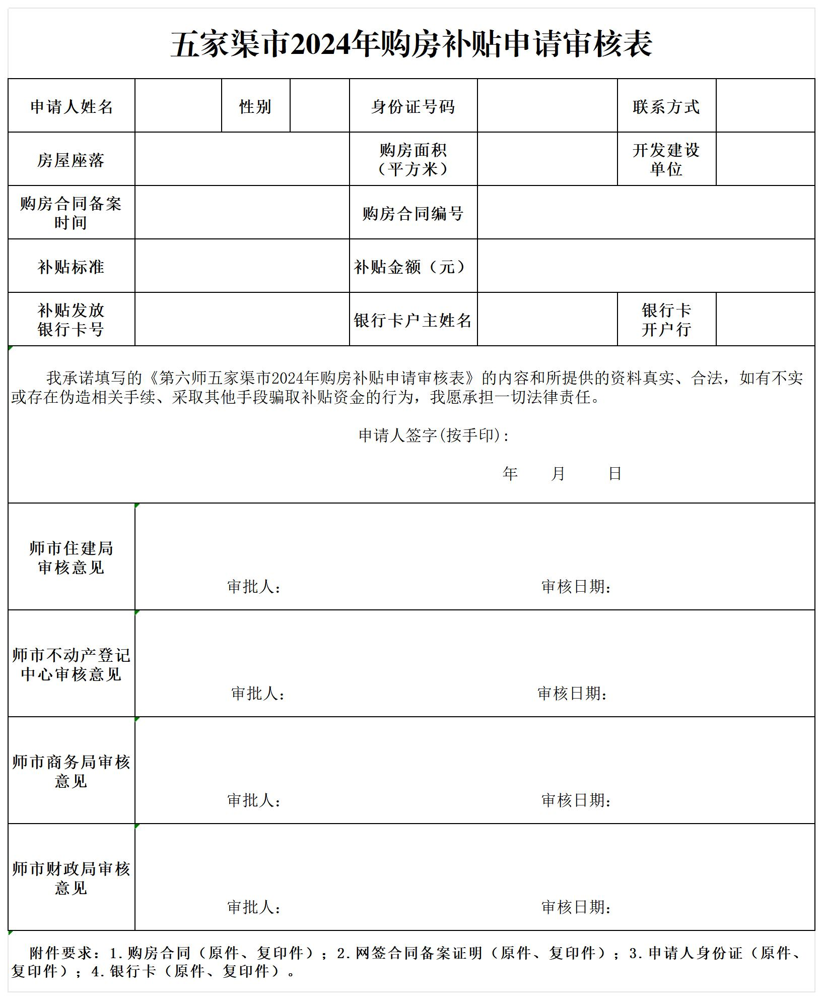 五家渠市2024年购房补贴申请审核表
申请人姓名 性别 身份证号码 联系方式
房屋座落 购房面积
（平方米） 开发建设
单位
购房合同备案
时间 购房合同编号
补贴标准 补贴金额（元）
补贴发放
银行卡号 银行卡户主姓名 银行卡
开户行
我承诺填写的《第六师五家渠市2024年购房补贴申请审核表》的内容和所提供的资料真实、合法，如有不实
或存在伪造相关手续、采取其他手段骗取补贴资金的行为，我愿承担一切法律责任。
申请人签字(按手印):
年 月 日
师市住建局
审核意见
审批人： 审核日期：
师市不动产登记
中心审核意见
审批人： 审核日期：
师市商务局审核
意见
审批人： 审核日期：
师市财政局审核
意见
审批人： 审核日期：
附件要求：1.购房合同（原件、复印件）；2.网签合同备案证明（原件、复印件）；3.申请人身份证（原件、
复印件）；4.银行卡（原件、复印件）。